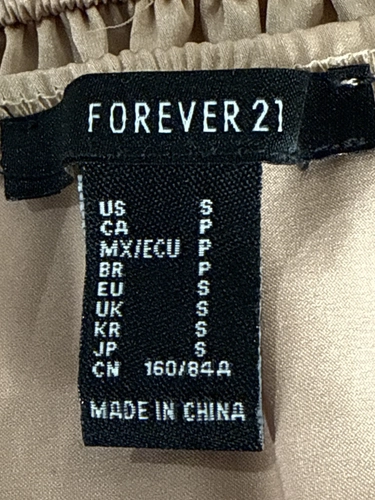 FOREVER 21
US S
CA P
MX/ECU P
BR P
EU S
UK S
KR S
JP S
CN 160/84A
MADE IN CHINA